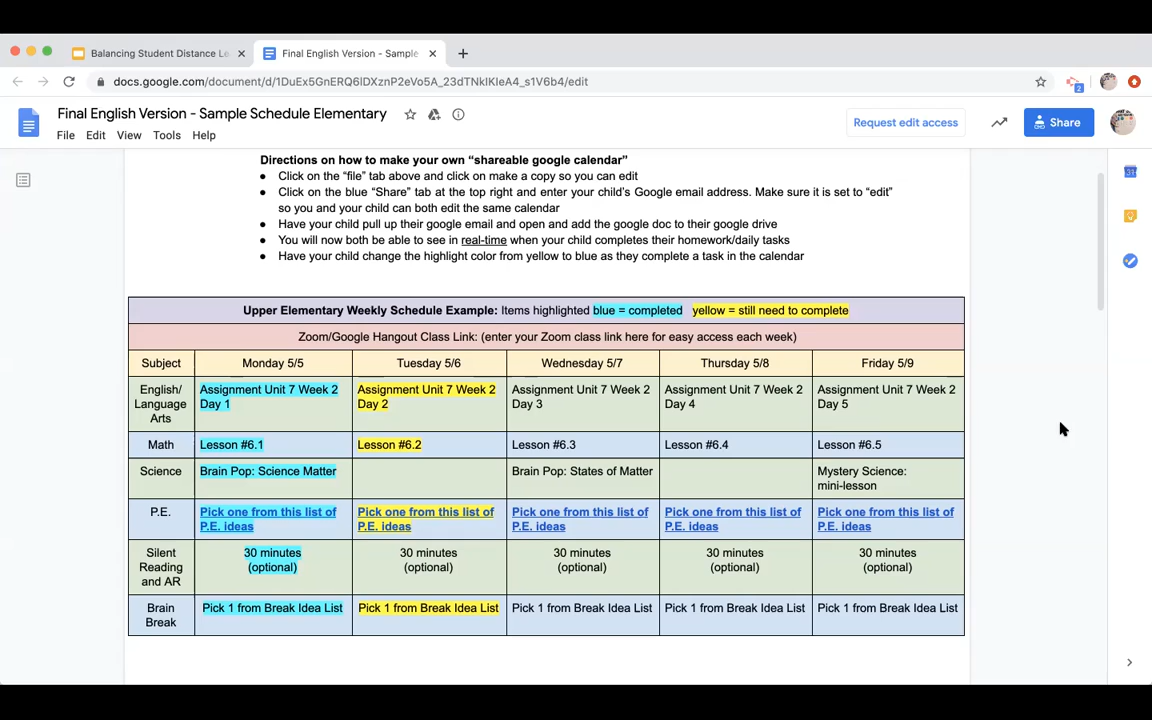 Balancing Student Distance Le
Final English Version - Sample
docs.google.com/document/d/1DuEx5GnERQ6lDXznP2eVo5A_23dTNklKIeA4_s1V6b4/edit
2
Final English Version - Sample Schedule Elementary
File Edit View Tools Help
Request edit access
Share
31
Directions on how to make your own “shareable google calendar”
● Click on the “file” tab above and click on make a copy so you can edit
● Click on the blue “Share” tab at the top right and enter your child’s Google email address. Make sure it is set to “edit”
so you and your child can both edit the same calendar
● Have your child pull up their google email and open and add the google doc to their google drive
● You will now both be able to see in real-time when your child completes their homework/daily tasks
● Have your child change the highlight color from yellow to blue as they complete a task in the calendar
Upper Elementary Weekly Schedule Example: Items highlighted blue = completed yellow = still need to complete
Zoom/Google Hangout Class Link: (enter your Zoom class link here for easy access each week)
Subject Monday 5/5 Tuesday 5/6 Wednesday 5/7 Thursday 5/8 Friday 5/9
English/ Assignment Unit 7 Week 2 Assignment Unit 7 Week 2 Assignment Unit 7 Week 2 Assignment Unit 7 Week 2 Assignment Unit 7 Week 2
Language Day 1 Day 2 Day 3 Day 4 Day 5
Arts
Math Lesson #6.1 Lesson #6.2 Lesson #6.3 Lesson #6.4 Lesson #6.5
Science Brain Pop: Science Matter Brain Pop: States of Matter Mystery Science:
mini-lesson
P.E. Pick one from this list of Pick one from this list of Pick one from this list of Pick one from this list of Pick one from this list of
P.E. ideas P.E. ideas P.E. ideas P.E. ideas P.E. ideas
Silent 30 minutes 30 minutes 30 minutes 30 minutes 30 minutes
Reading (optional) (optional) (optional) (optional) (optional)
and AR
Brain Pick 1 from Break Idea List Pick 1 from Break Idea List Pick 1 from Break Idea List Pick 1 from Break Idea List Pick 1 from Break Idea List
Break